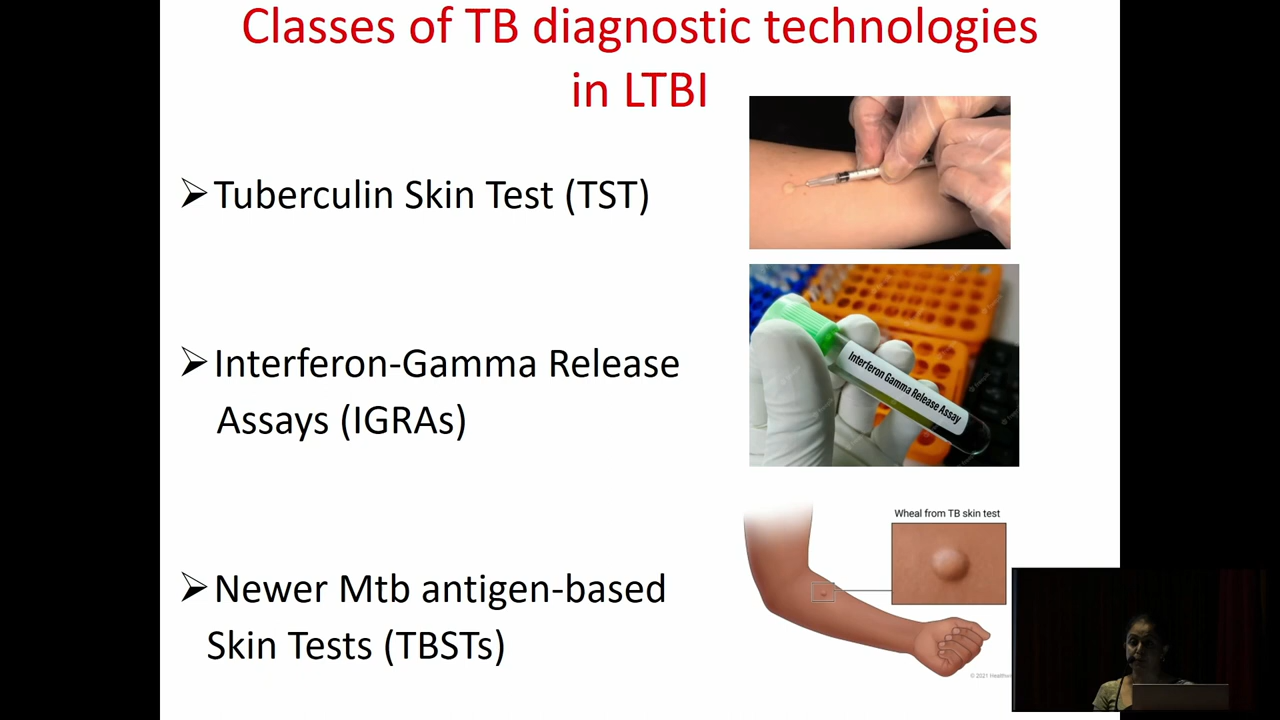 Classes of TB diagnostic technologies
in LTBI
➢Tuberculin Skin Test (TST)
➢Interferon-Gamma Release
Assays (IGRAs)
Interferon Gamma Release Assay
➢Newer Mtb antigen-based
Skin Tests (TBSTs)
Wheal from TB skin test
© 2021